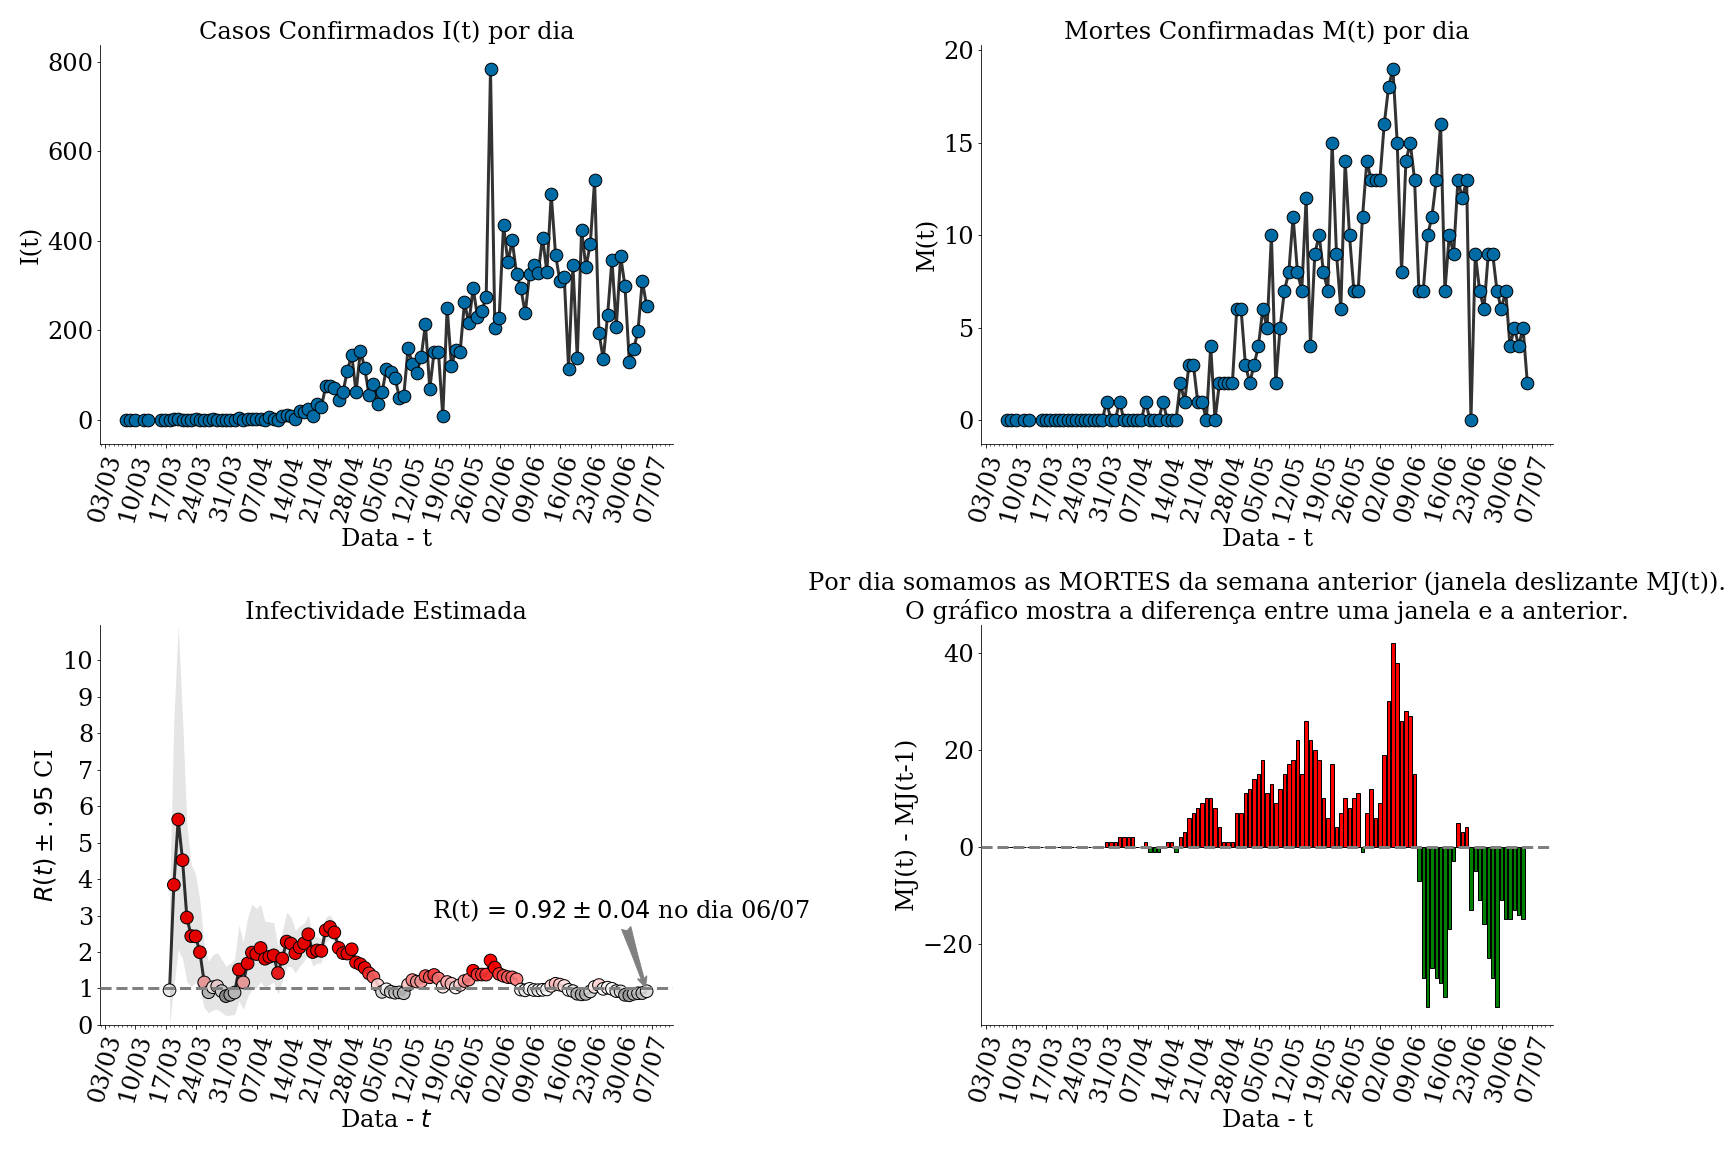 Casos Confirmados I(t) por dia
800
600
400
200
0
I(t)
03/03 10/03 17/03 24/03 31/03 07/04 14/04 21/04 28/04 05/05 12/05 19/05 26/05 02/06 09/06 16/06 23/06 30/06 07/07
Data - t
Mortes Confirmadas M(t) por dia
20
15
10
5
0
M(t)
03/03 10/03 17/03 24/03 31/03 07/04 14/04 21/04 28/04 05/05 12/05 19/05 26/05 02/06 09/06 16/06 23/06 30/06 07/07
Data - t
Infectividade Estimada
10
9
8
7
6
5
4
3
2
1
0
R(t) ± .95 CI
R(t) = 0.92 ± 0.04 no dia 06/07
03/03 10/03 17/03 24/03 31/03 07/04 14/04 21/04 28/04 05/05 12/05 19/05 26/05 02/06 09/06 16/06 23/06 30/06 07/07
Data - t
Por dia somamos as MORTES da semana anterior (janela deslizante MJ(t)).
O gráfico mostra a diferença entre uma janela e a anterior.
40
20
0
−20
MJ(t) - MJ(t-1)
03/03 10/03 17/03 24/03 31/03 07/04 14/04 21/04 28/04 05/05 12/05 19/05 26/05 02/06 09/06 16/06 23/06 30/06 07/07
Data - t